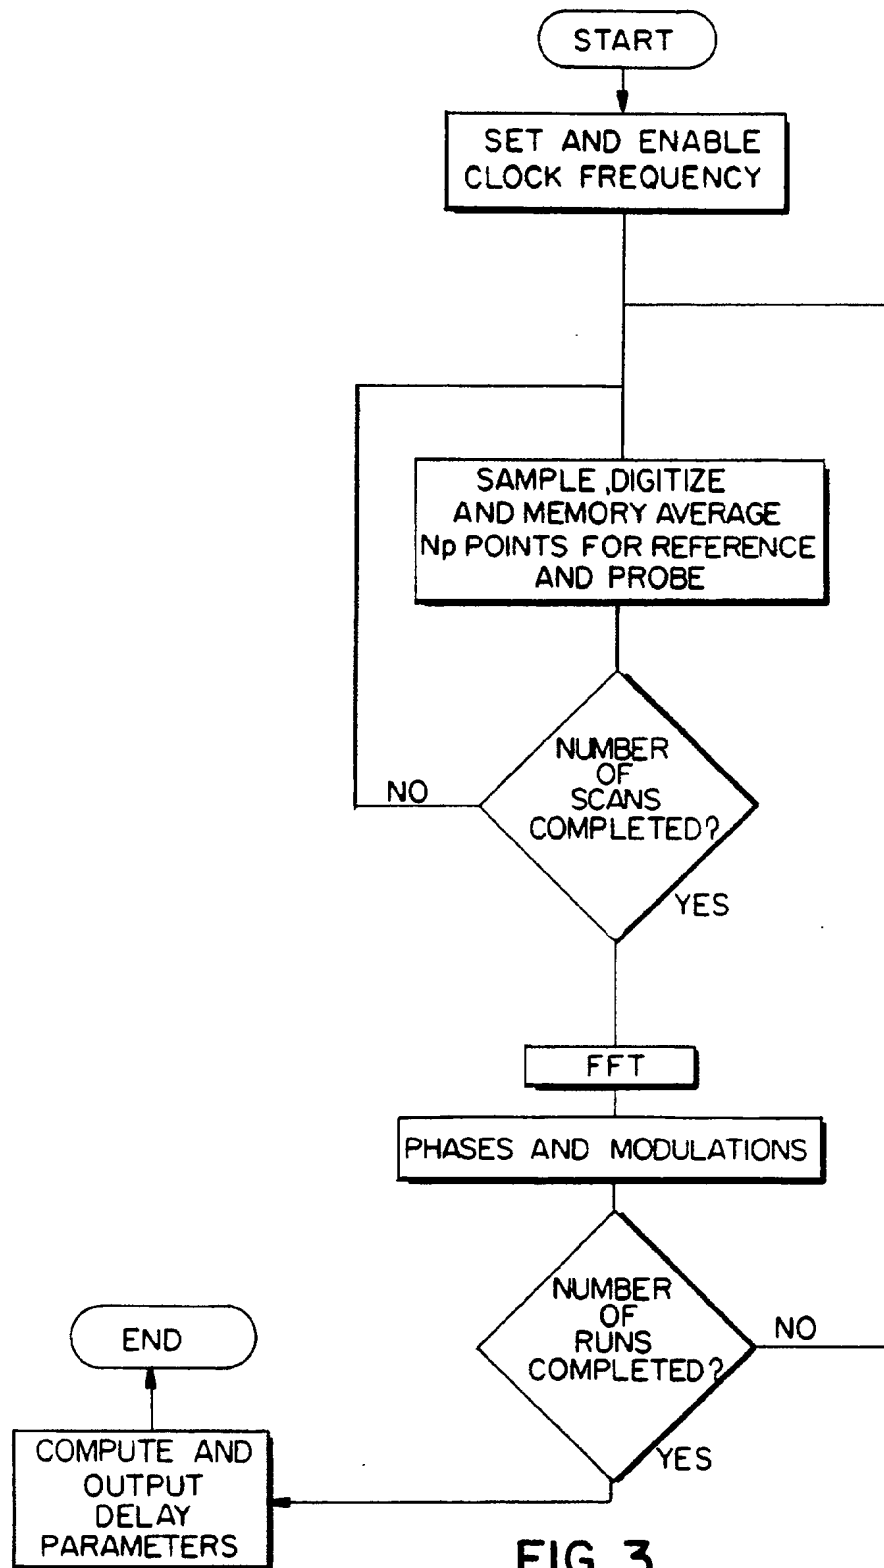 START
SET AND ENABLE
CLOCK FREQUENCY
SAMPLE,DIGITIZE
AND MEMORY AVERAGE
Np POINTS FOR REFERENCE
AND PROBE
NUMBER
OF
SCANS
COMPLETED?
NO
YES
FFT
PHASES AND MODULATIONS
NUMBER
OF
RUNS
COMPLETED?
NO
YES
END
COMPUTE AND
OUTPUT
DELAY
PARAMETERS
FIG. 3